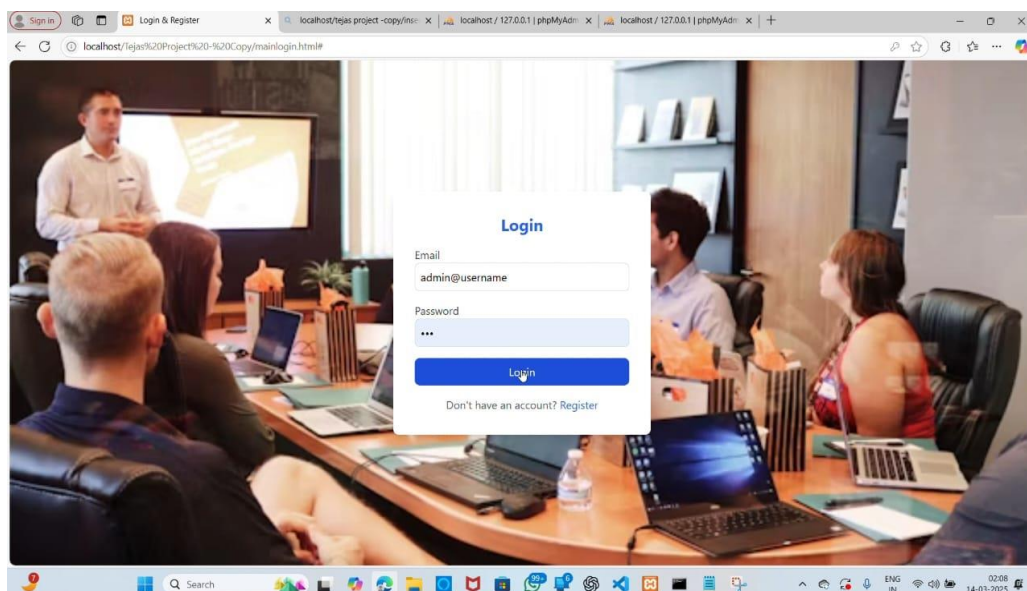 Sign in
Login & Register
localhost/tejas project -copy/inse
localhost / 127.0.0.1 | phpMyAdm
localhost / 127.0.0.1 | phpMyAdm
localhost/Tejas%20Project%20-%20Copy/mainlogin.html#
Login
Email
admin@username
Password
Login
Don't have an account? Register
Search
99+
6
ENG
IN
02:08
14-03-2025